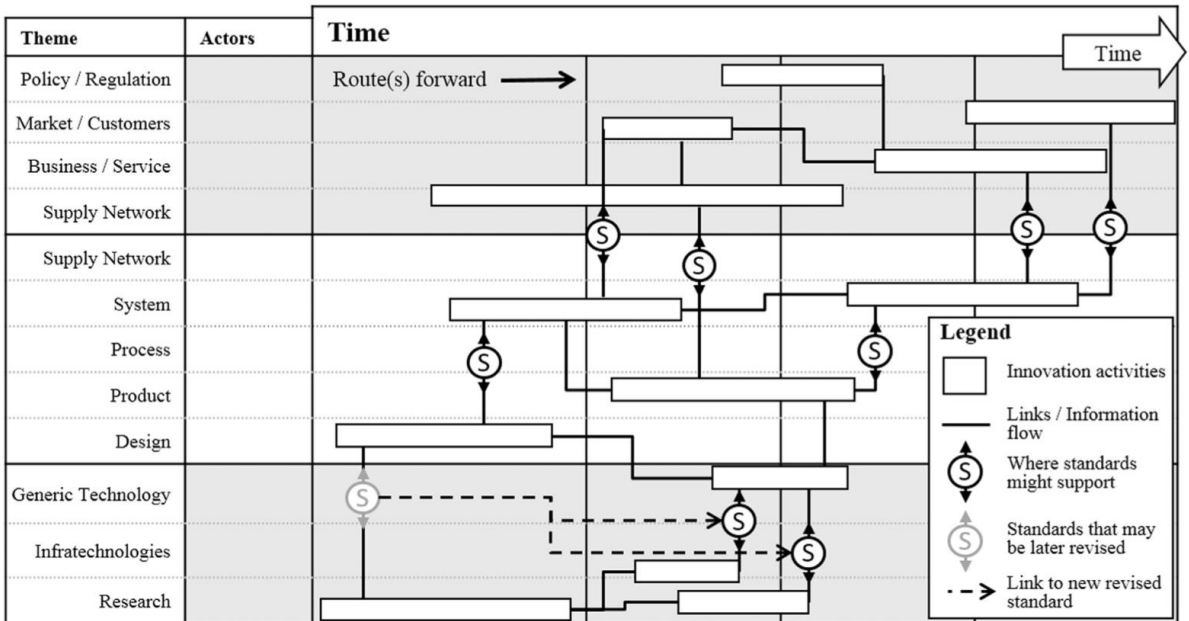 Theme
Actors
Time
Time
Policy / Regulation
Route(s) forward
Market / Customers
Business / Service
Supply Network
S
S
S
S
Supply Network
System
Process
S
S
Product
Design
Generic Technology
S
S
Infratechnologies
S
Research
Legend
Innovation activities
Links / Information
flow
S
Where standards
might support
S
Standards that may
be later revised
Link to new revised
standard